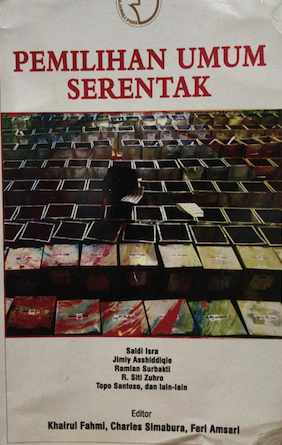 PEMILIHAN UMUM
SERENTAK
Saldi Isra
Jimly Asshiddiqie
Ramlan Surbakti
R. Siti Zuhro
Topo Santoso, dan lain-lain
Editor
Khairul Fahmi, Charles Simabura, Feri Amsari